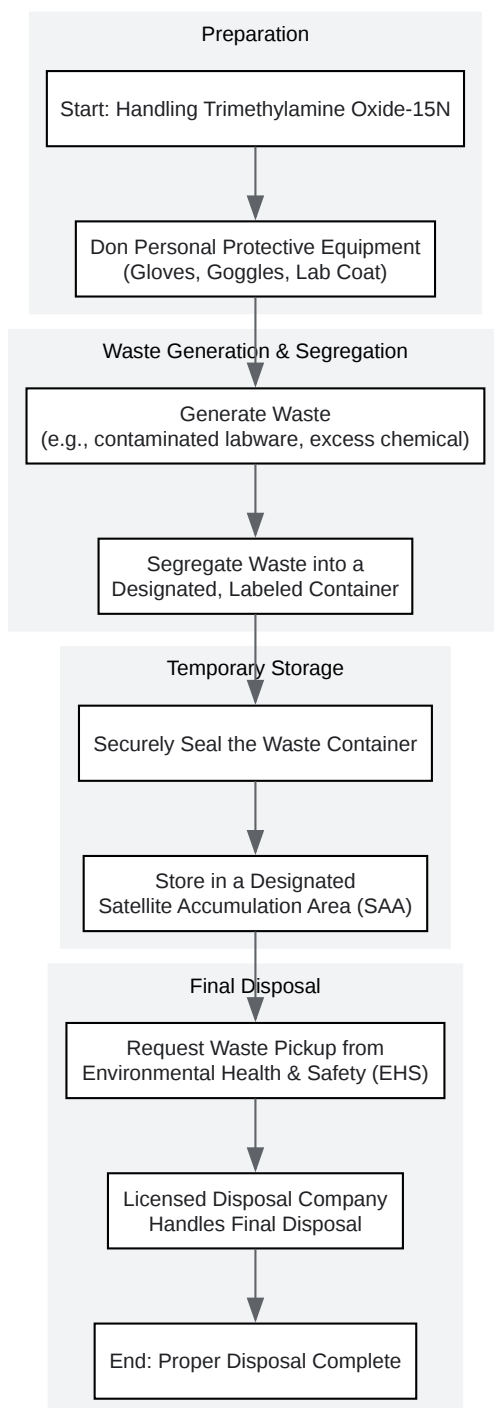 Preparation
Start: Handling Trimethylamine Oxide-15N
Don Personal Protective Equipment
(Gloves, Goggles, Lab Coat)
Waste Generation & Segregation
Generate Waste
(e.g., contaminated labware, excess chemical)
Segregate Waste into a
Designated, Labeled Container
Temporary Storage
Securely Seal the Waste Container
Store in a Designated
Satellite Accumulation Area (SAA)
Final Disposal
Request Waste Pickup from
Environmental Health & Safety (EHS)
Licensed Disposal Company
Handles Final Disposal
End: Proper Disposal Complete